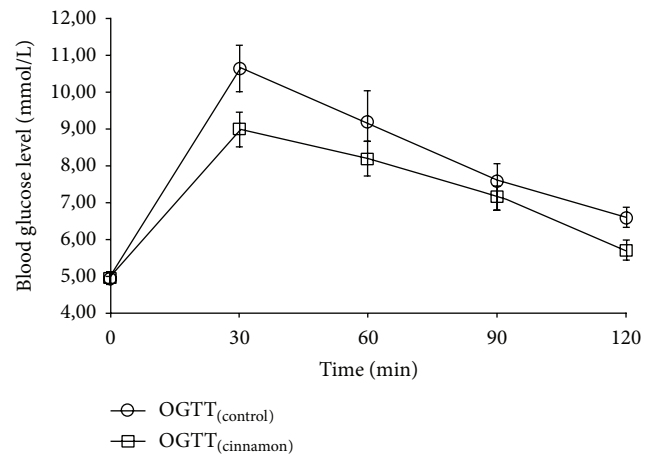 12,00
11,00
10,00
9,00
8,00
7,00
6,00
5,00
4,00
Blood glucose level (mmol/L)
0 30 60 90 120
Time (min)
OGTT(control)
OGTT(cinnamon)